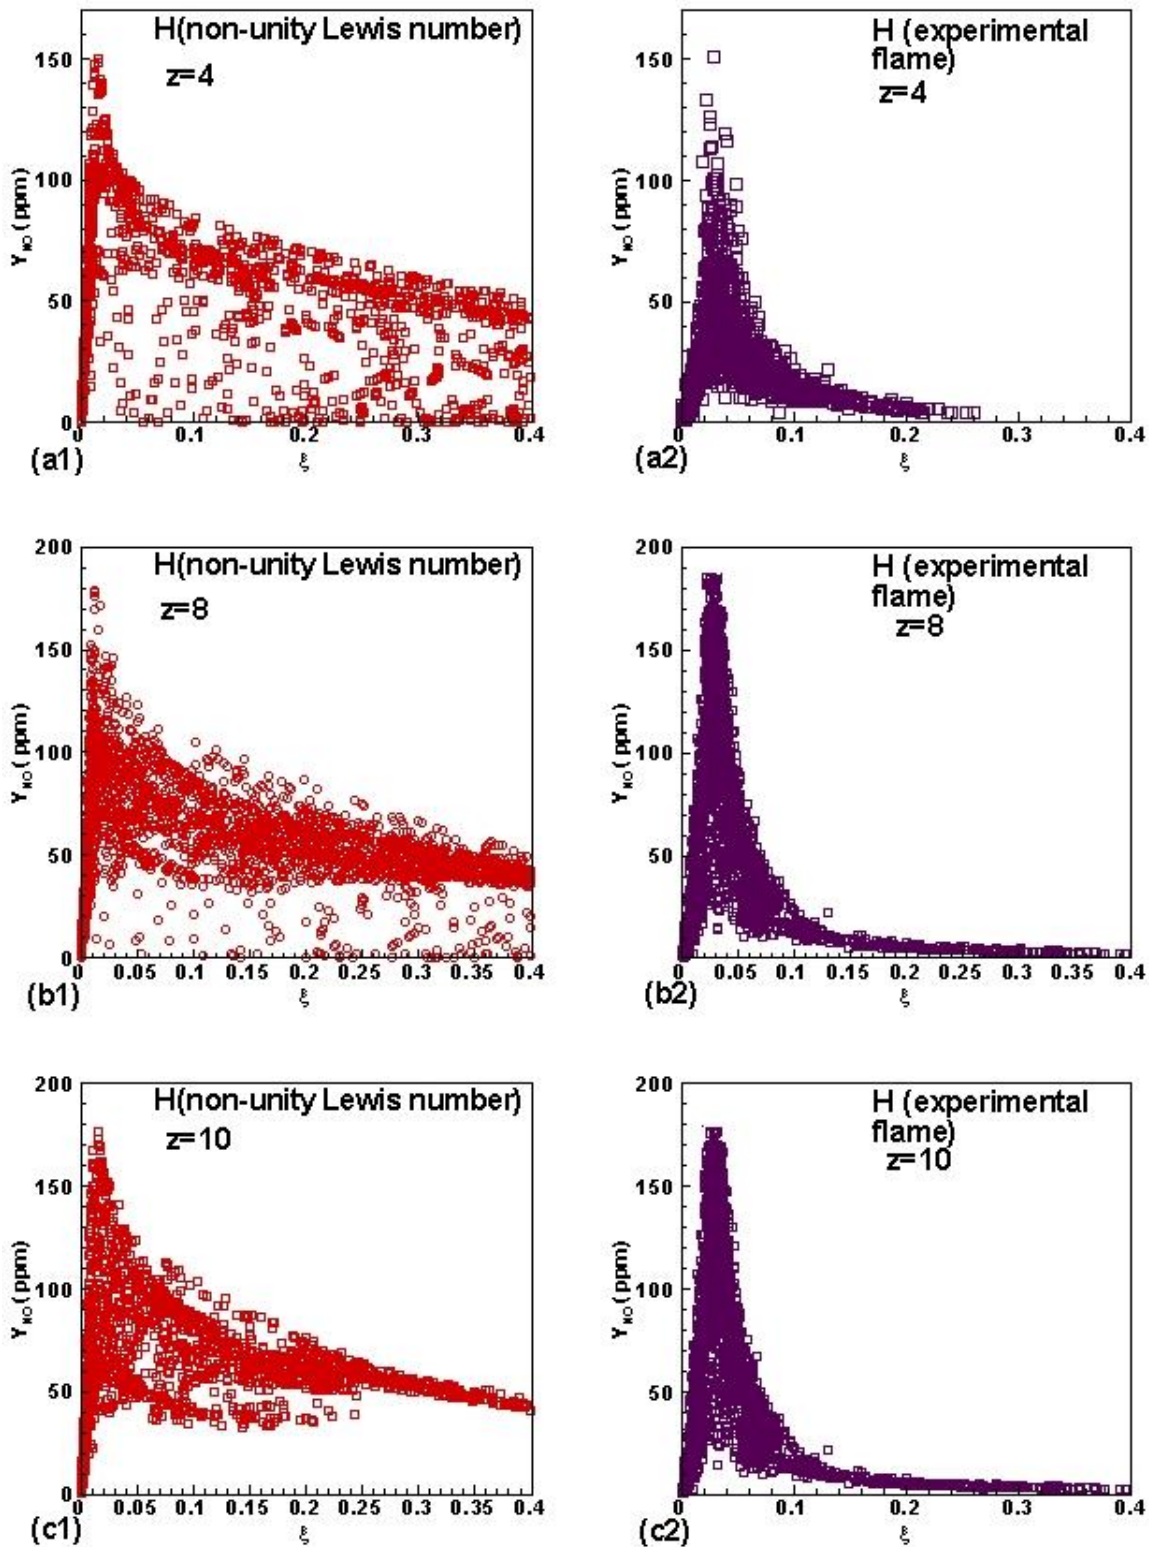 H(non-unity Lewis number)
z=4
150
100
50
0
Y_NO (ppm)
0 0.1 0.2 0.3 0.4
ξ
(a1)
H (experimental
flame)
z=4
150
100
50
Y_NO (ppm)
0 0.1 0.2 0.3 0.4
ξ
(a2)
H(non-unity Lewis number)
z=8
200
150
100
50
0
Y_NO (ppm)
0 0.05 0.1 0.15 0.2 0.25 0.3 0.35 0.4
ξ
(b1)
H (experimental
flame)
z=8
200
150
100
50
Y_NO (ppm)
0 0.05 0.1 0.15 0.2 0.25 0.3 0.35 0.4
ξ
(b2)
H(non-unity Lewis number)
z=10
200
150
100
50
0
Y_NO (ppm)
0 0.05 0.1 0.15 0.2 0.25 0.3 0.35 0.4
ξ
(c1)
H (experimental
flame)
z=10
200
150
100
50
Y_NO (ppm)
0 0.1 0.2 0.3 0.4
ξ
(c2)